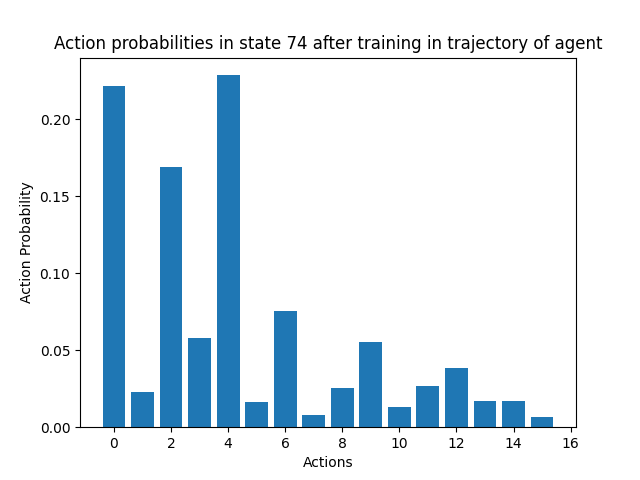 Action probabilities in state 74 after training in trajectory of agent
0.20
0.15
0.10
0.05
0.00
Action Probability
0 2 4 6 8 10 12 14 16
Actions